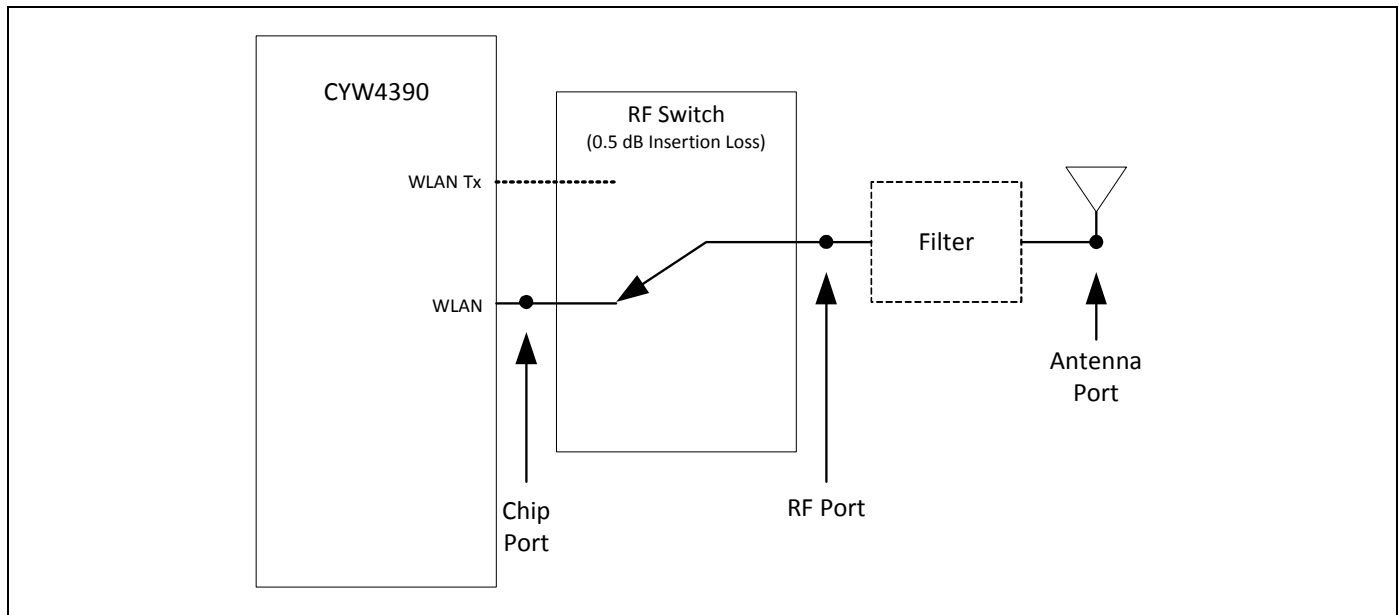 CYW4390
RF Switch
(0.5 dB Insertion Loss)
WLAN Tx
WLAN
Filter
Chip
Port
RF Port
Antenna
Port